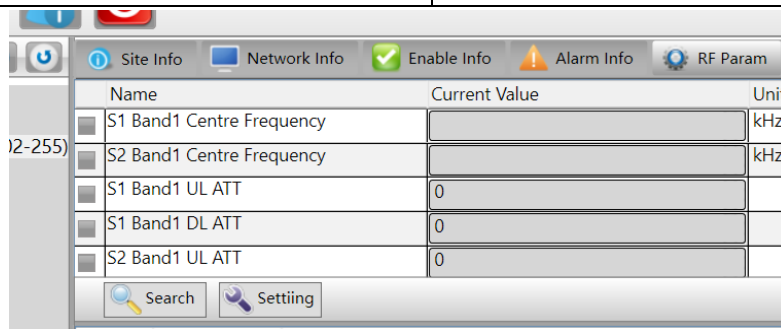 Site Info Network Info Enable Info Alarm Info RF Param
Name Current Value
S1 Band1 Centre Frequency kHz
02-255)
S2 Band1 Centre Frequency kHz
S1 Band1 UL ATT 0
S1 Band1 DL ATT 0
S2 Band1 UL ATT 0
Search Settiing